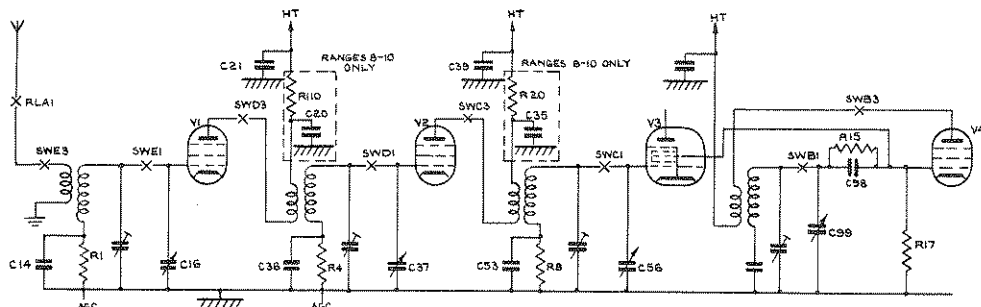 HT
HT
HT
C21
RANGES 8-10
ONLY
C39
RANGES 8-10 ONLY
RLA1
R110
C20
R20
C35
SWB3
V1
SWD3
V2
SWC3
V3
V4
R15
SWE3
SWE1
SWD1
SWC1
SWB1
C98
C14
R1
C16
C36
R4
C37
C53
R8
C56
C99
R17